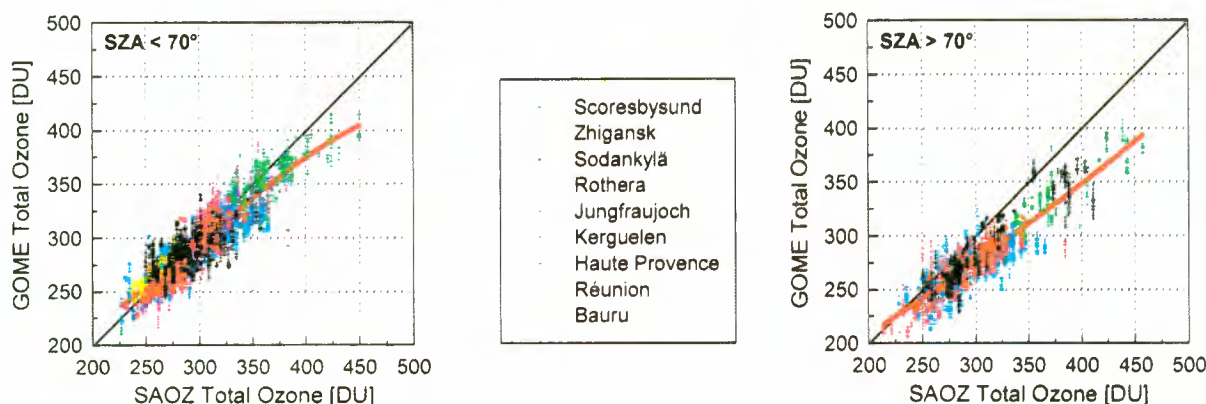 500
450
400
350
300
250
200
GOME Total Ozone [DU]
SZA < 70°
200 250 300 350 400 450 500
SAOZ Total Ozone [DU]
Scoresbysund
Zhigansk
Sodankylä
Rothera
Jungfraujoch
Kerguelen
Haute Provence
Réunion
Bauru
500
450
400
350
300
250
200
GOME Total Ozone [DU]
SZA > 70°
200 250 300 350 400 450 500
SAOZ Total Ozone [DU]